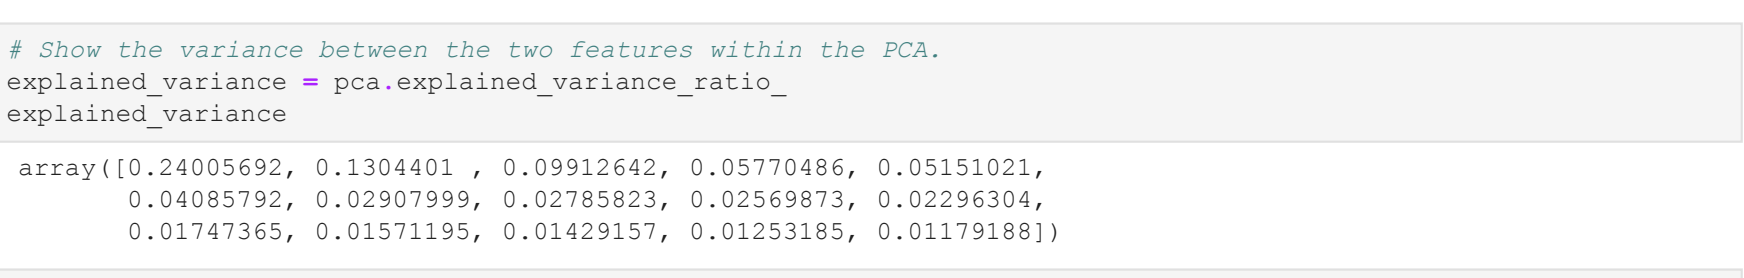 # Show the variance between the two features within the PCA.
explained_variance = pca.explained_variance_ratio_
explained_variance
array([0.24005692, 0.1304401 , 0.09912642, 0.05770486, 0.05151021,
0.04085792, 0.02907999, 0.02785823, 0.02569873, 0.02296304,
0.01747365, 0.01571195, 0.01429157, 0.01253185, 0.01179188])